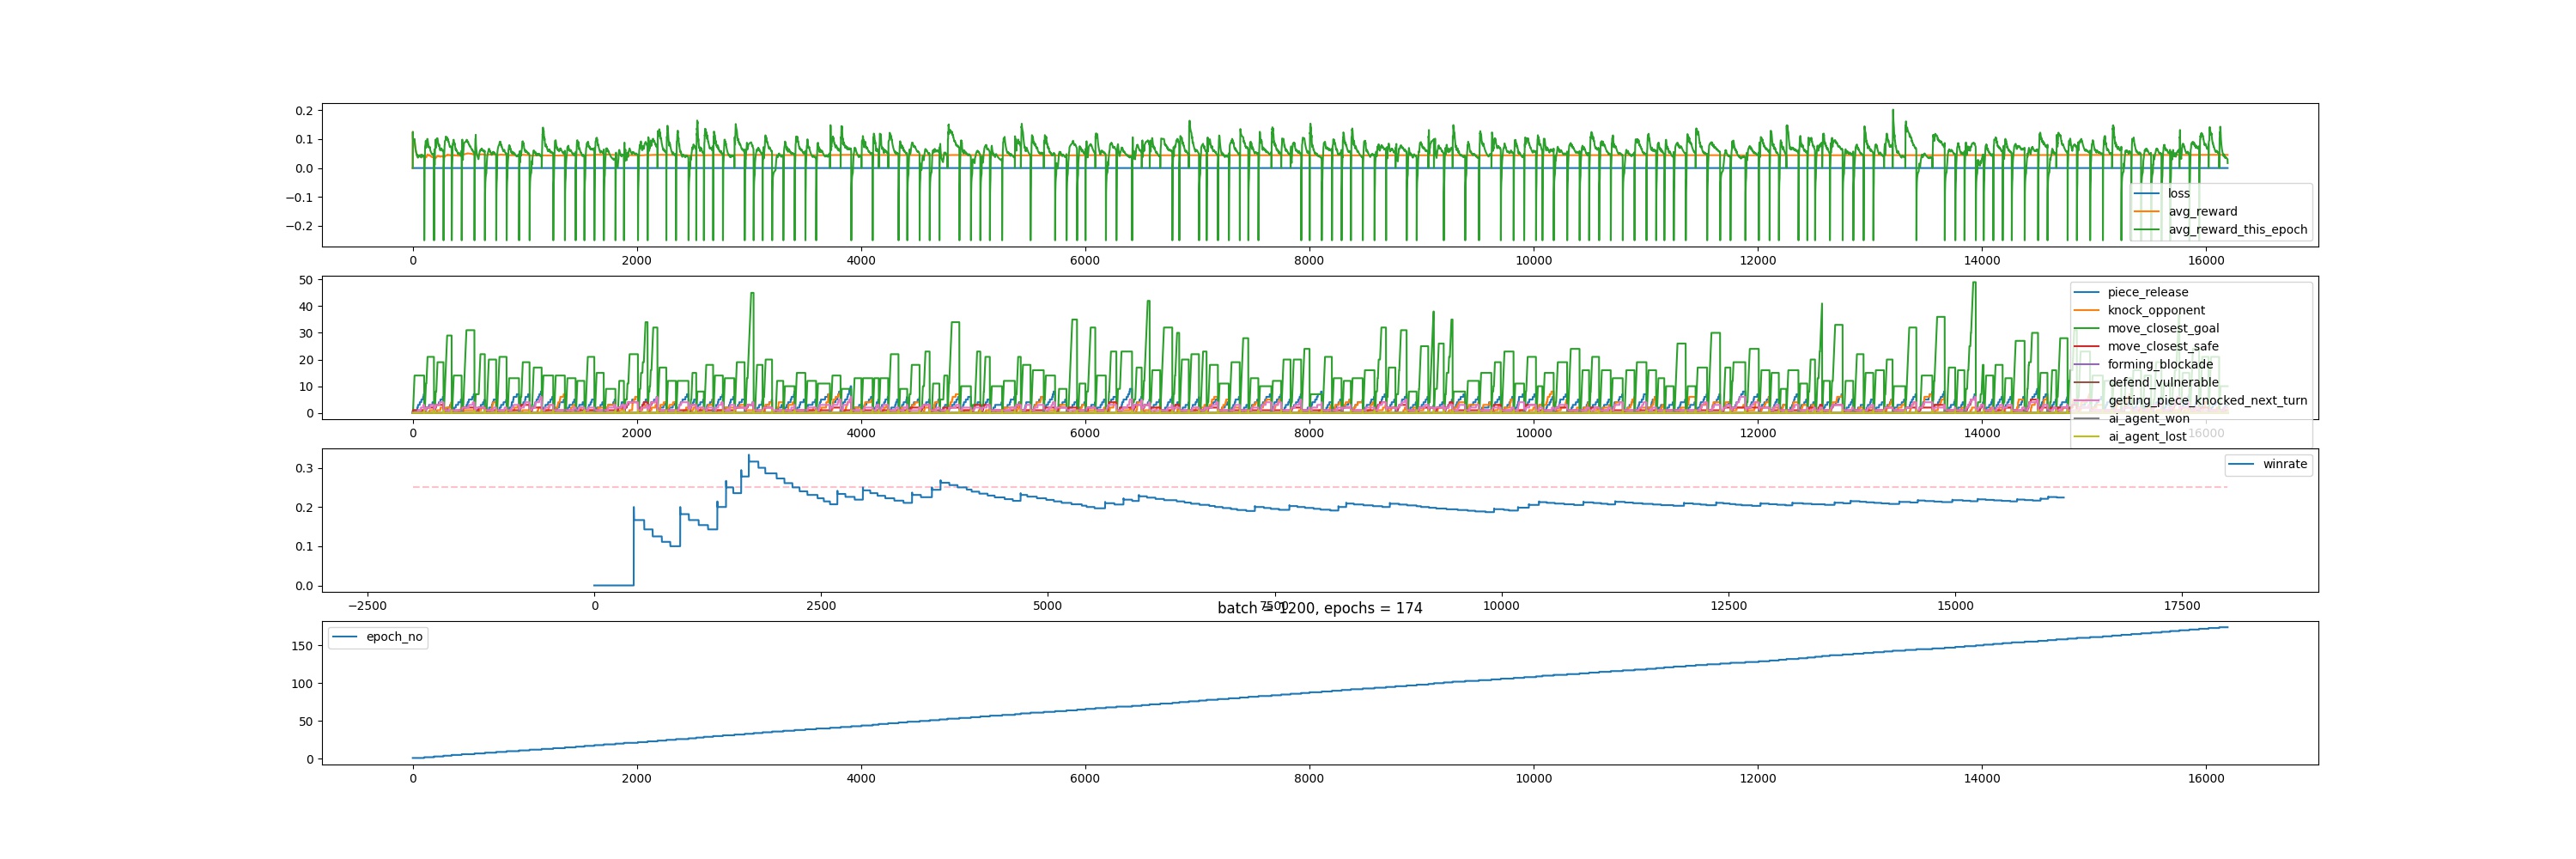 0.2
0.1
0.0
−0.1
−0.2
loss
avg_reward
avg_reward_this_epoch
0 2000 4000 6000 8000 10000 12000 14000 16000
50
40
30
20
10
0
piece_release
knock_opponent
move_closest_goal
move_closest_safe
forming_blockade
defend_vulnerable
getting_piece_knocked_next_turn
ai_agent_won
ai_agent_lost
0 2000 4000 6000 8000 10000 12000 14000 16000
0.3
0.2
0.1
0.0
winrate
−2500 0 2500 5000 7500 10000 12500 15000 17500
batch = 1200, epochs = 174
150
100
50
0
epoch_no
0 2000 4000 6000 8000 10000 12000 14000 16000